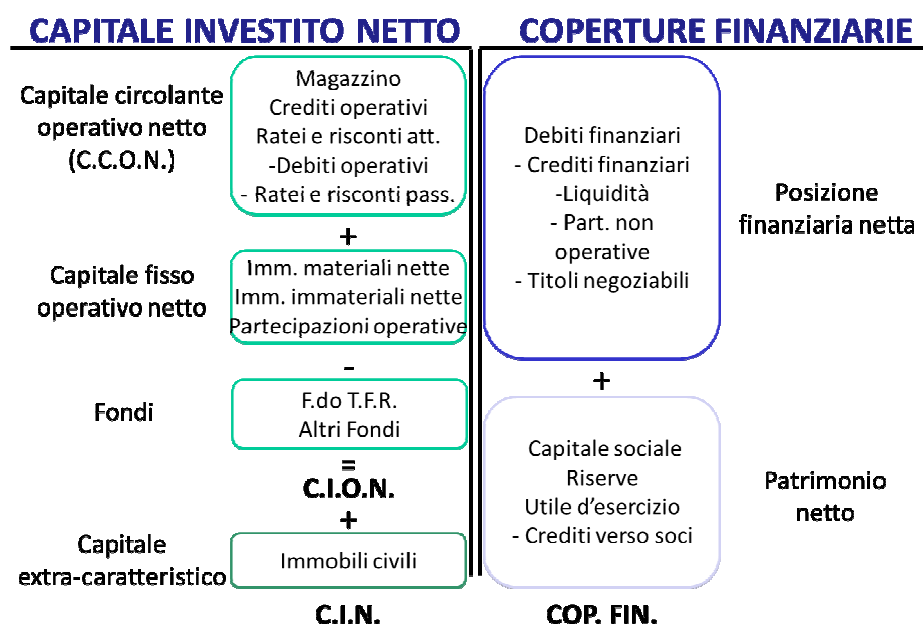 CAPITALE INVESTITO NETTO
Capitale circolante
operativo netto
(C.C.O.N.)
Magazzino
Crediti operativi
Ratei e risconti att.
-Debiti operativi
- Ratei e risconti pass.
+
Capitale fisso
operativo netto
Imm. materiali nette
Imm. immateriali nette
Partecipazioni operative
-
Fondi
F.do T.F.R.
Altri Fondi
=
C.I.O.N.
+
Capitale
extra-caratteristico
Immobili civili
C.I.N.
COPERTURE FINANZIARIE
Debiti finanziari
- Crediti finanziari
-Liquidità
- Part. non
operative
- Titoli negoziabili
Posizione
finanziaria netta
+
Capitale sociale
Riserve
Utile d’esercizio
- Crediti verso soci
Patrimonio
netto
COP. FIN.